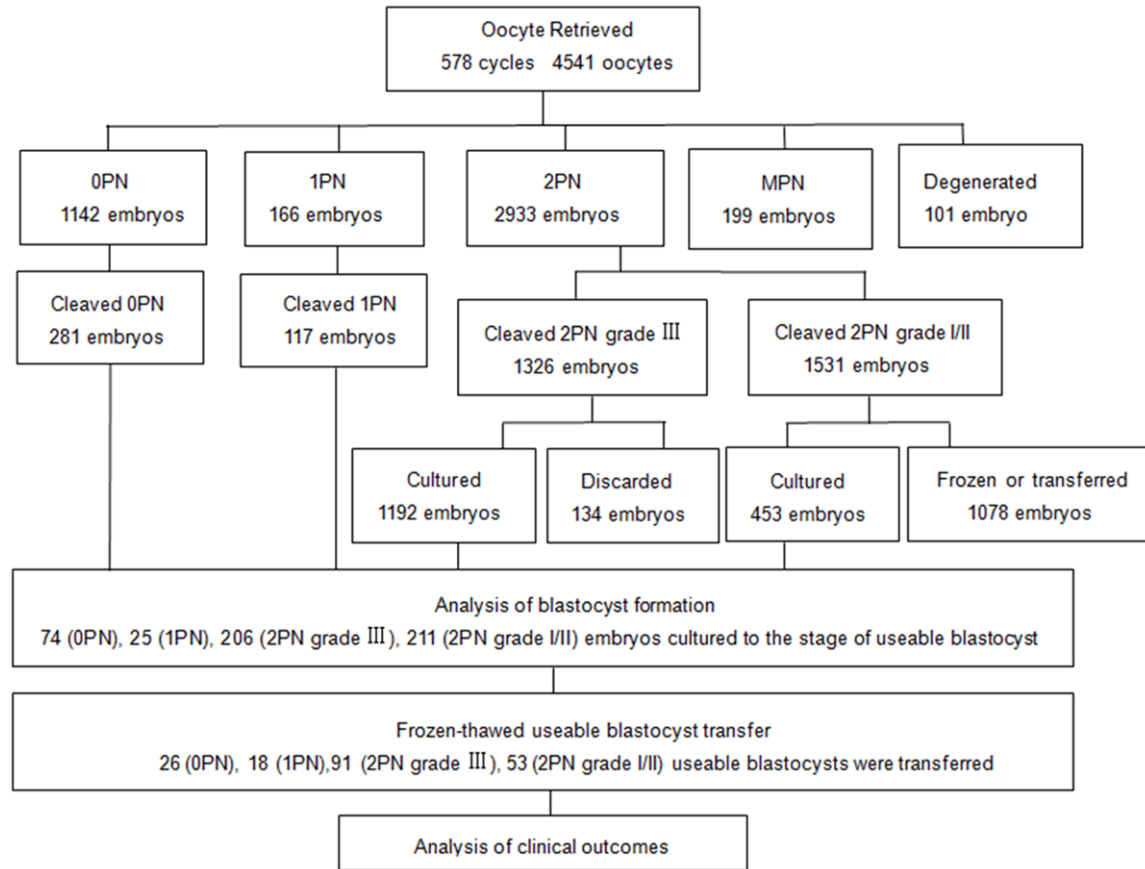 Oocyte Retrieved
578 cycles 4541 oocytes
0PN
1142 embryos
1PN
166 embryos
2PN
2933 embryos
MPN
199 embryos
Degenerated
101 embryo
Cleaved 0PN
281 embryos
Cleaved 1PN
117 embryos
Cleaved 2PN grade Ⅲ
1326 embryos
Cleaved 2PN grade I/II
1531 embryos
Cultured
1192 embryos
Discarded
134 embryos
Cultured
453 embryos
Frozen or transferred
1078 embryos
Analysis of blastocyst formation
74 (0PN), 25 (1PN), 206 (2PN grade Ⅲ), 211 (2PN grade I/II) embryos cultured to the stage of useable blastocyst
Frozen-thawed useable blastocyst transfer
26 (0PN), 18 (1PN),91 (2PN grade Ⅲ), 53 (2PN grade I/II) useable blastocysts were transferred
Analysis of clinical outcomes